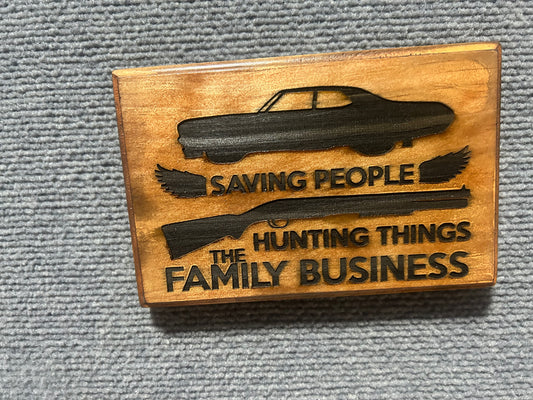 SAVING PEOPLE
HUNTING THINGS
THE
FAMILY BUSINESS